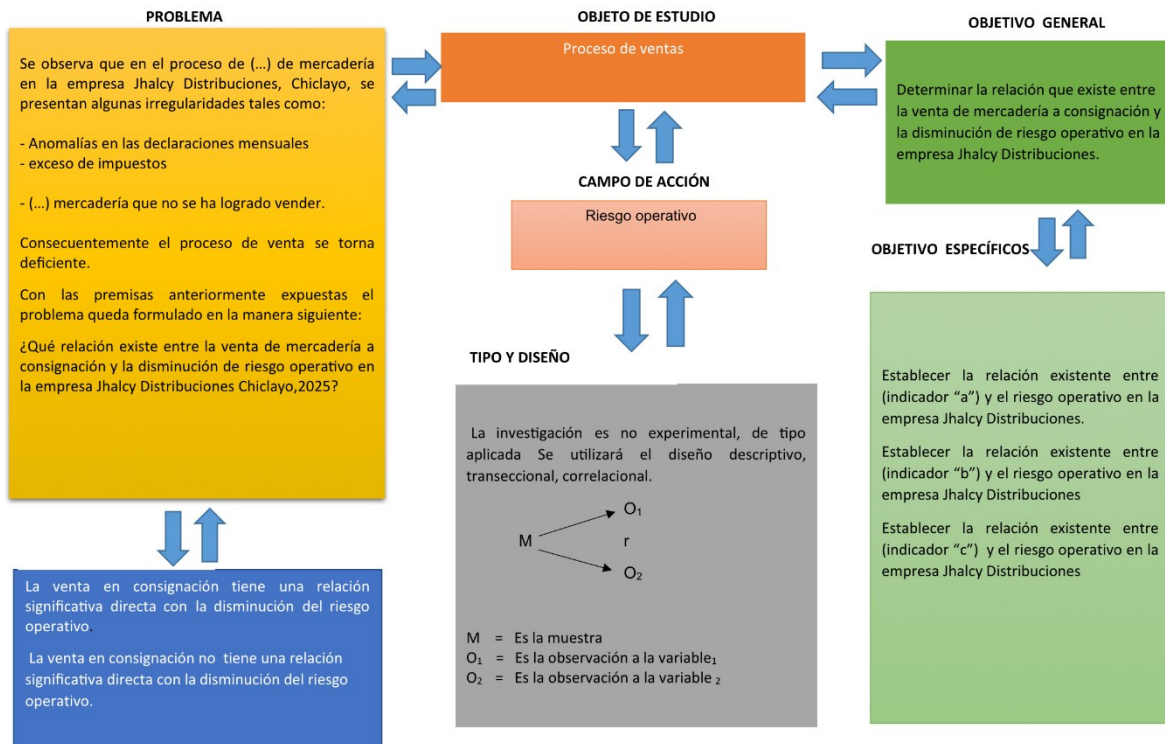 PROBLEMA
Se observa que en el proceso de (...) de mercadería
en la empresa Jhalcy Distribuciones, Chiclayo, se
presentan algunas irregularidades tales como:
- Anomalías en las declaraciones mensuales
- exceso de impuestos
- (...) mercadería que no se ha logrado vender.
Consecuentemente el proceso de venta se torna
deficiente.
Con las premisas anteriormente expuestas el
problema queda formulado en la manera siguiente:
¿Qué relación existe entre la venta de mercadería a
consignación y la disminución de riesgo operativo en
la empresa Jhalcy Distribuciones Chiclayo,2025?
La venta en consignación tiene una relación
significativa directa con la disminución del riesgo
operativo.
La venta en consignación no tiene una relación
significativa directa con la disminución del riesgo
operativo.
OBJETO DE ESTUDIO
Proceso de ventas
CAMPO DE ACCIÓN
Riesgo operativo
TIPO Y DISEÑO
La investigación es no experimental, de tipo
aplicada Se utilizará el diseño descriptivo,
transeccional, correlacional.
O₁
M r
O₂
M = Es la muestra
O₁ = Es la observación a la variable₁
O₂ = Es la observación a la variable ₂
OBJETIVO GENERAL
Determinar la relación que existe entre
la venta de mercadería a consignación y
la disminución de riesgo operativo en la
empresa Jhalcy Distribuciones.
OBJETIVO ESPECÍFICOS
Establecer la relación existente entre
(indicador “a”) y el riesgo operativo en la
empresa Jhalcy Distribuciones.
Establecer la relación existente entre
(indicador “b”) y el riesgo operativo en la
empresa Jhalcy Distribuciones
Establecer la relación existente entre
(indicador “c”) y el riesgo operativo en la
empresa Jhalcy Distribuciones